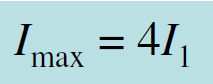 I_max = 4I_1